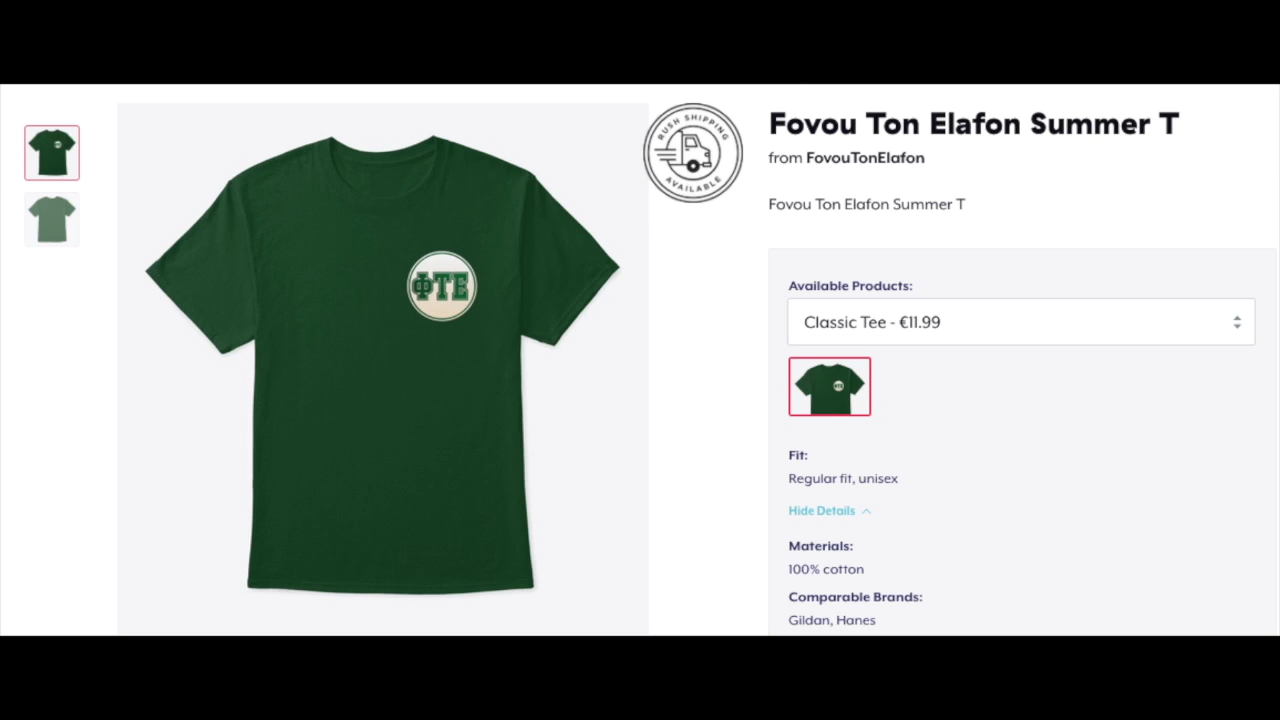 RUSH SHIPPING
AVAILABLE
ΦΤΕ
Fovou Ton Elafon Summer T
from FovouTonElafon
Fovou Ton Elafon Summer T
Available Products:
Classic Tee - €11.99
ΦΤΕ
Fit:
Regular fit, unisex
Hide Details
Materials:
100% cotton
Comparable Brands:
Gildan, Hanes